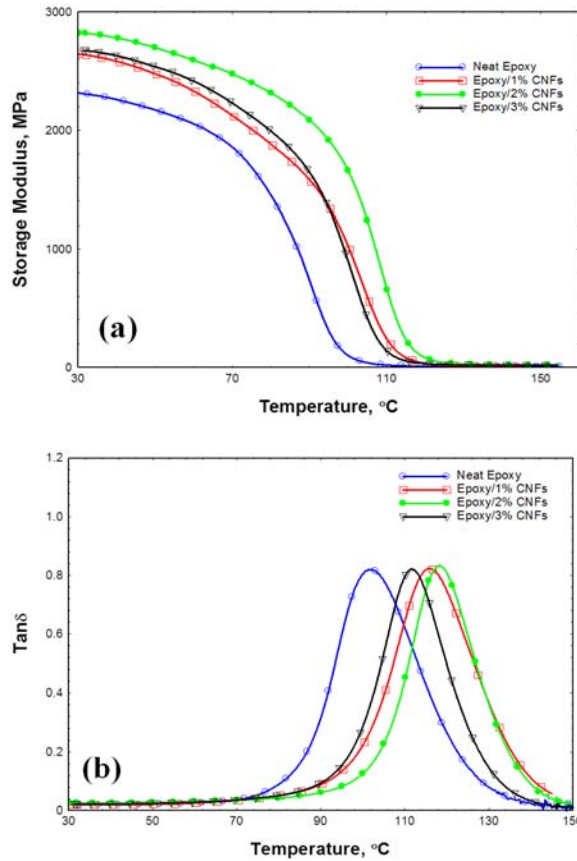 3000
2000
1000
0
Storage Modulus, MPa
Neat Epoxy
Epoxy/1% CNFs
Epoxy/2% CNFs
Epoxy/3% CNFs
(a)
30 70 110 150
Temperature, °C
1.2
1.0
0.8
0.6
0.4
0.2
0
Tanδ
Neat Epoxy
Epoxy/1% CNFs
Epoxy/2% CNFs
Epoxy/3% CNFs
(b)
30 50 70 90 110 130 150
Temperature, °C